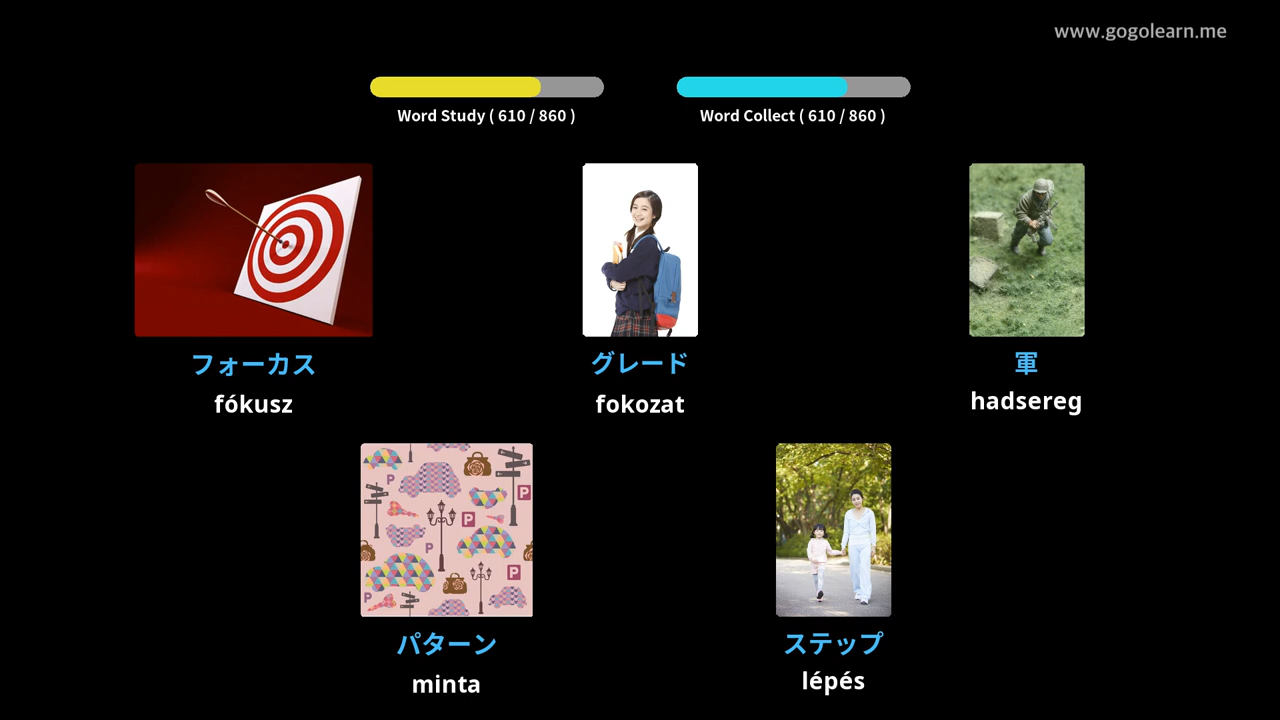 www.gogolearn.me
Word Study ( 610 / 860 )
Word Collect ( 610 / 860 )
フォーカス
fókusz
グレード
fokozat
軍
hadsereg
パターン
minta
ステップ
lépés